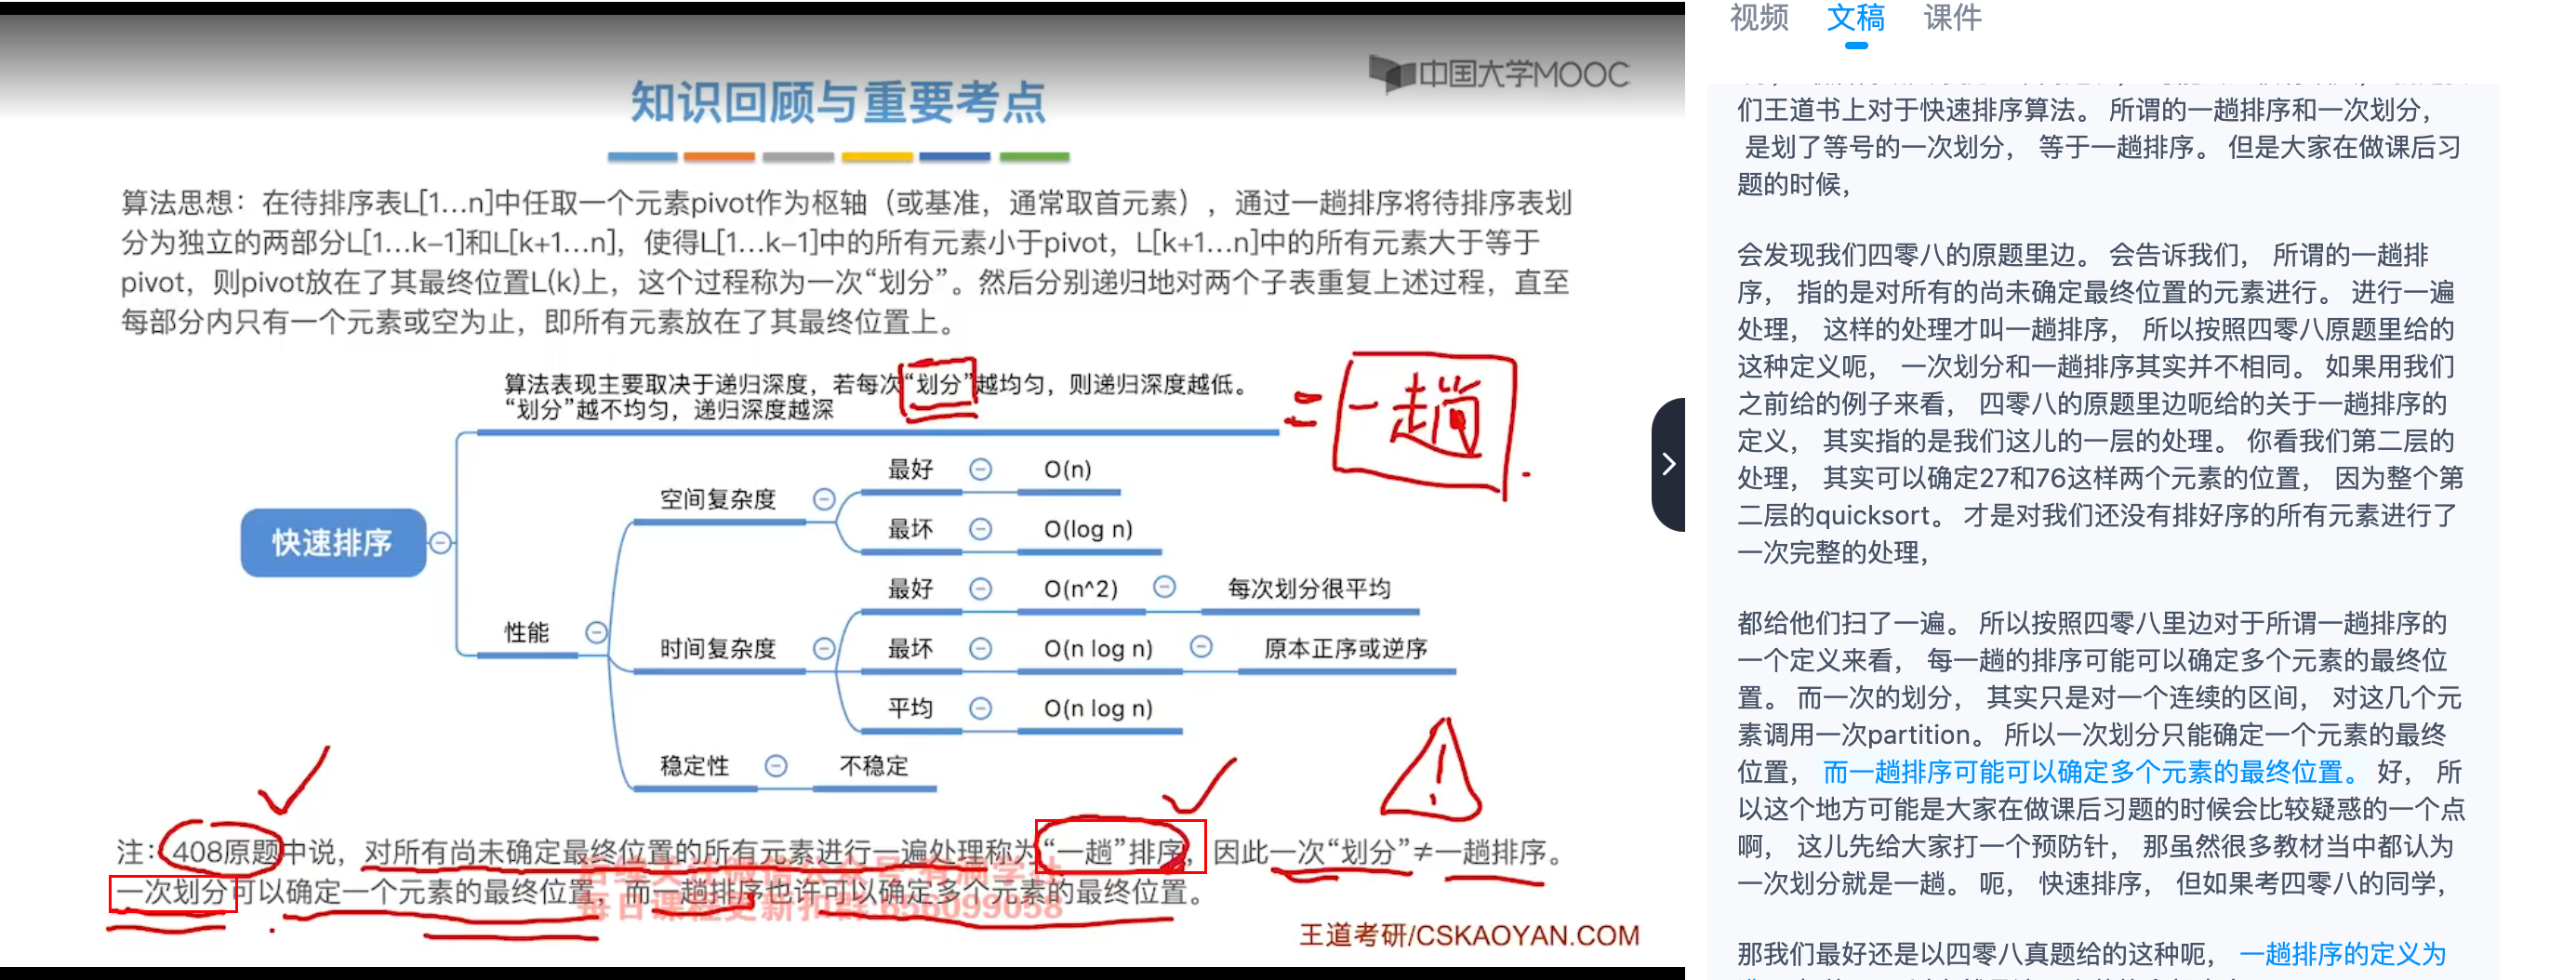 中国大学MOOC
知识回顾与重要考点
算法思想：在待排序表L[1…n]中任取一个元素pivot作为枢轴（或基准，通常取首元素），通过一趟排序将待排序表划
分为独立的两部分L[1…k-1]和L[k+1…n]，使得L[1…k-1]中的所有元素小于pivot，L[k+1…n]中的所有元素大于等于
pivot，则pivot放在了其最终位置L(k)上，这个过程称为一次“划分”。然后分别递归地对两个子表重复上述过程，直至
每部分内只有一个元素或空为止，即所有元素放在了其最终位置上。
算法表现主要取决于递归深度，若每次“划分”越均匀，则递归深度越低。
“划分”越不均匀，递归深度越深
= 一趟
快速排序
性能
空间复杂度
最好 O(n)
最坏 O(log n)
时间复杂度
最好 O(n^2) 每次划分很平均
最坏 O(n log n) 原本正序或逆序
平均 O(n log n)
稳定性 不稳定
注：408原题中说，对所有尚未确定最终位置的所有元素进行一遍处理称为“一趟”排序，因此一次“划分”≠一趟排序。
一次划分可以确定一个元素的最终位置，而一趟排序也许可以确定多个元素的最终位置。
每日课程更新扣群:656099058
王道考研/CSKAOYAN.COM
视频 文稿 课件
们王道书上对于快速排序算法。 所谓的一趟排序和一次划分，
是划了等号的一次划分， 等于一趟排序。 但是大家在做课后习
题的时候，
会发现我们四零八的原题里边。 会告诉我们， 所谓的一趟排
序， 指的是对所有的尚未确定最终位置的元素进行。 进行一遍
处理， 这样的处理才叫一趟排序， 所以按照四零八原题里给的
这种定义呃， 一次划分和一趟排序其实并不相同。 如果用我们
之前给的例子来看， 四零八的原题里边呃给的关于一趟排序的
定义， 其实指的是我们这儿的一层的处理。 你看我们第二层的
处理， 其实可以确定27和76这样两个元素的位置， 因为整个第
二层的quicksort。 才是对我们还没有排好序的所有元素进行了
一次完整的处理，
都给他们扫了一遍。 所以按照四零八里边对于所谓一趟排序的
一个定义来看， 每一趟的排序可能可以确定多个元素的最终位
置。 而一次的划分， 其实只是对一个连续的区间， 对这几个元
素调用一次partition。 所以一次划分只能确定一个元素的最终
位置， 而一趟排序可能可以确定多个元素的最终位置。 好， 所
以这个地方可能是大家在做课后习题的时候会比较疑惑的一个点
啊， 这儿先给大家打一个预防针， 那虽然很多教材当中都认为
一次划分就是一趟。 呃， 快速排序， 但如果考四零八的同学，
那我们最好还是以四零八真题给的这种呃， 一趟排序的定义为